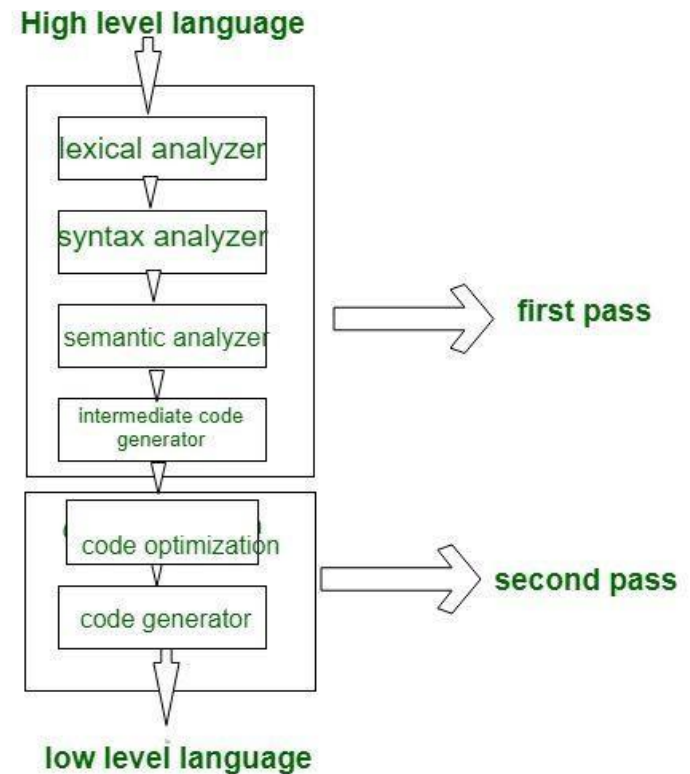 High level language
lexical analyzer
syntax analyzer
semantic analyzer
intermediate code
generator
first pass
code optimization
code generator
second pass
low level language